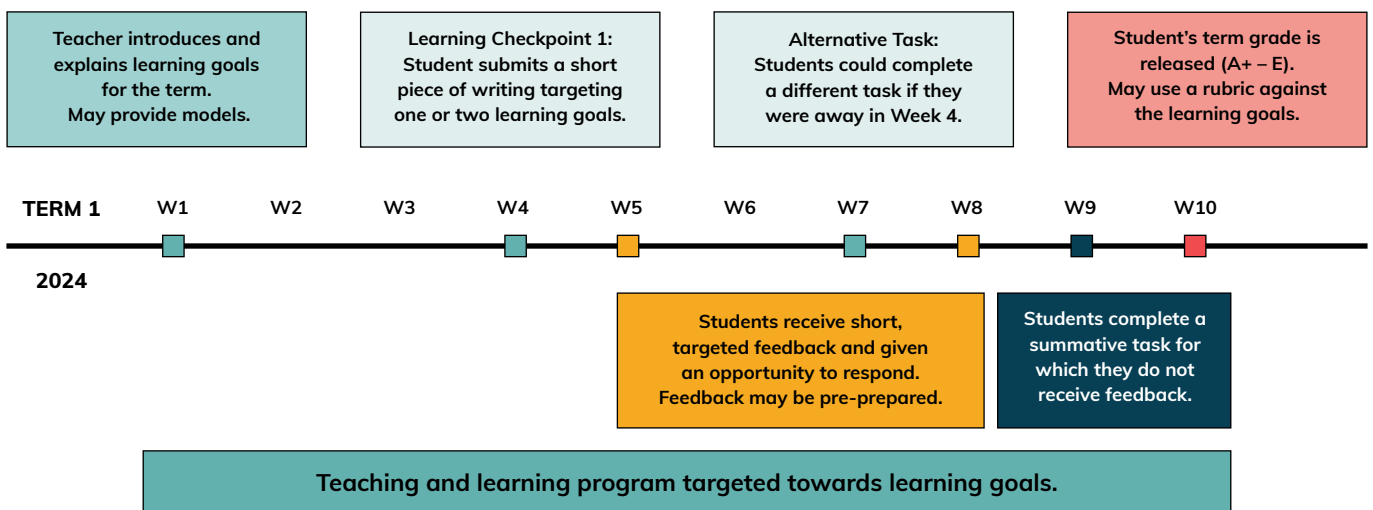 Teacher introduces and
explains learning goals
for the term.
May provide models.
Learning Checkpoint 1:
Student submits a short
piece of writing targeting
one or two learning goals.
Alternative Task:
Students could complete
a different task if they
were away in Week 4.
Student’s term grade is
released (A+ – E).
May use a rubric against
the learning goals.
TERM 1 W1 W2 W3 W4 W5 W6 W7 W8 W9 W10
2024
Students receive short,
targeted feedback and given
an opportunity to respond.
Feedback may be pre-prepared.
Students complete a
summative task for
which they do not
receive feedback.
Teaching and learning program targeted towards learning goals.